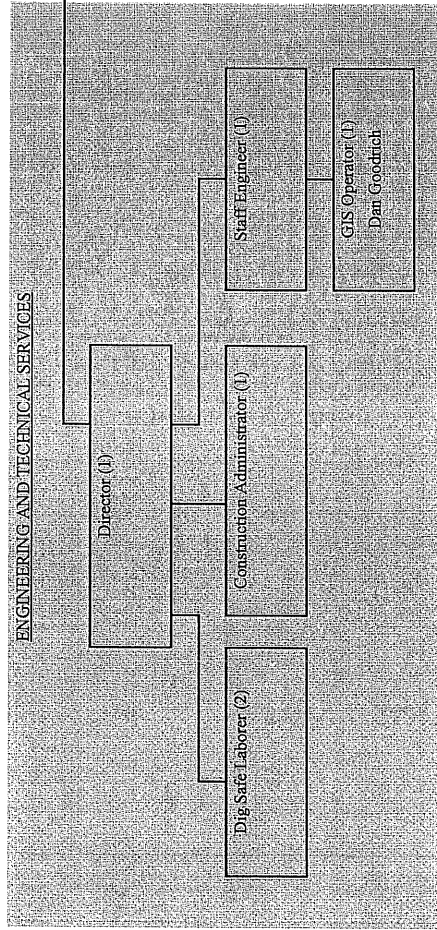 ENGINEERING AND TECHNICAL SERVICES
Director (1)
Dig Safe Laborer (2)
Construction Administrator (1)
Staff Engineer (1)
GIS Operator (1)
Dan Goodrich